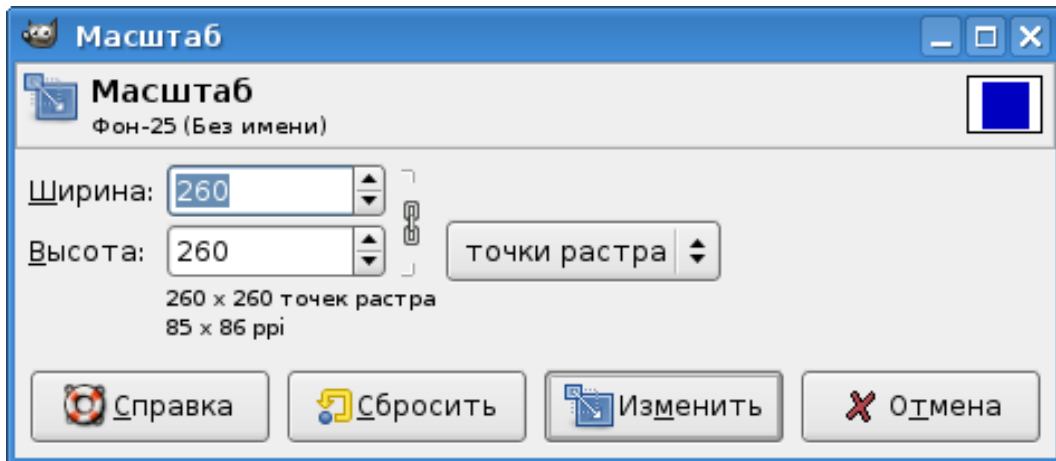 Масштаб
Масштаб
Фон-25 (Без имени)
Ширина: 260
Высота: 260 точки растра
260 × 260 точек растра
85 × 86 ppi
Справка Сбросить Изменить Отмена